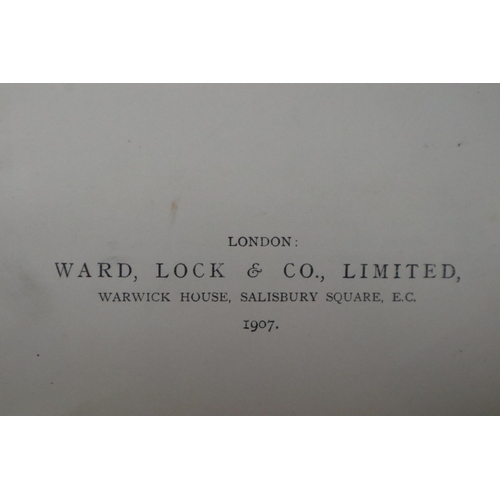 LONDON:
WARD, LOCK & CO., LIMITED,
WARWICK HOUSE, SALISBURY SQUARE, E.C.
1907.